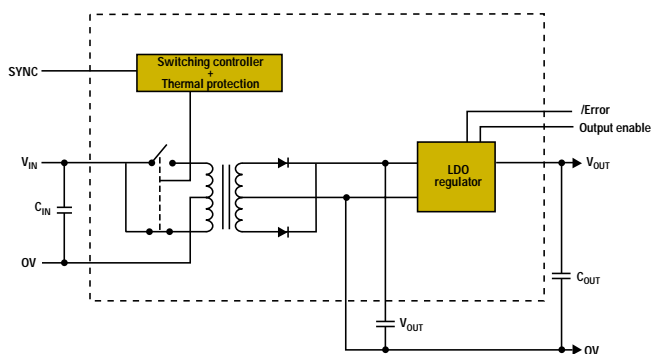 Switching controller
+
Thermal protection
SYNC
/Error
Output enable
VIN
LDO
regulator
VOUT
CIN
OV
COUT
VOUT
OV